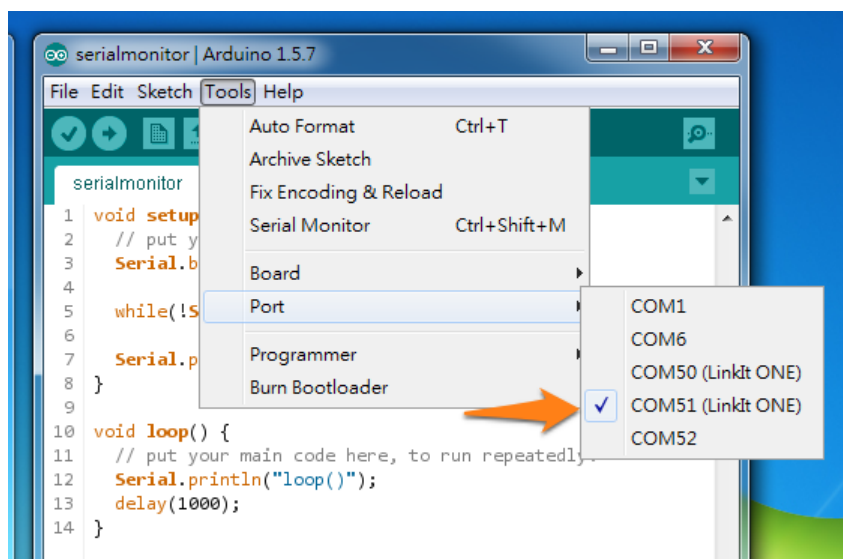 serialmonitor | Arduino 1.5.7
File Edit Sketch Tools Help
Auto Format Ctrl+T
Archive Sketch
Fix Encoding & Reload
Serial Monitor Ctrl+Shift+M
Board
Port
Programmer
Burn Bootloader
COM1
COM6
COM50 (LinkIt ONE)
COM51 (LinkIt ONE)
COM52
serialmonitor
1 void setup
2 // put y
3 Serial.b
4
5 while(!S
6
7 Serial.p
8 }
9
10 void loop() {
11 // put your main code here, to run repeatedly:
12 Serial.println("loop()");
13 delay(1000);
14 }